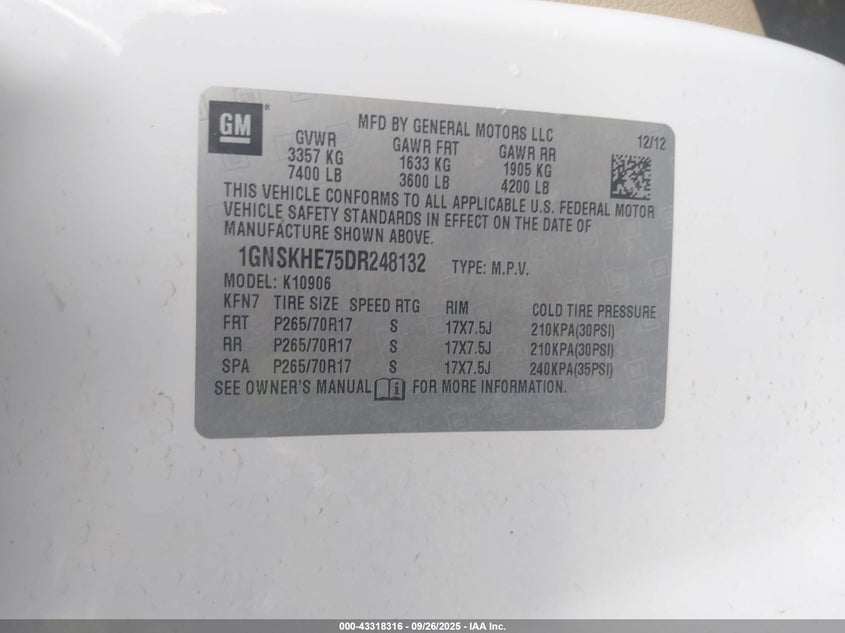 GM
MFD BY GENERAL MOTORS LLC
12/12
GVWR GAWR FRT GAWR RR
3357 KG 1633 KG 1905 KG
7400 LB 3600 LB 4200 LB
THIS VEHICLE CONFORMS TO ALL APPLICABLE U.S. FEDERAL MOTOR
VEHICLE SAFETY STANDARDS IN EFFECT ON THE DATE OF
MANUFACTURE SHOWN ABOVE.
1GNSKHE75DR248132 TYPE: M.P.V.
MODEL: K10906
KFN7 TIRE SIZE SPEED RTG RIM COLD TIRE PRESSURE
FRT P265/70R17 S 17X7.5J 210KPA(30PSI)
RR P265/70R17 S 17X7.5J 210KPA(30PSI)
SPA P265/70R17 S 17X7.5J 240KPA(35PSI)
SEE OWNER'S MANUAL FOR MORE INFORMATION.
000-43318316 - 09/26/2025 - IAA Inc.